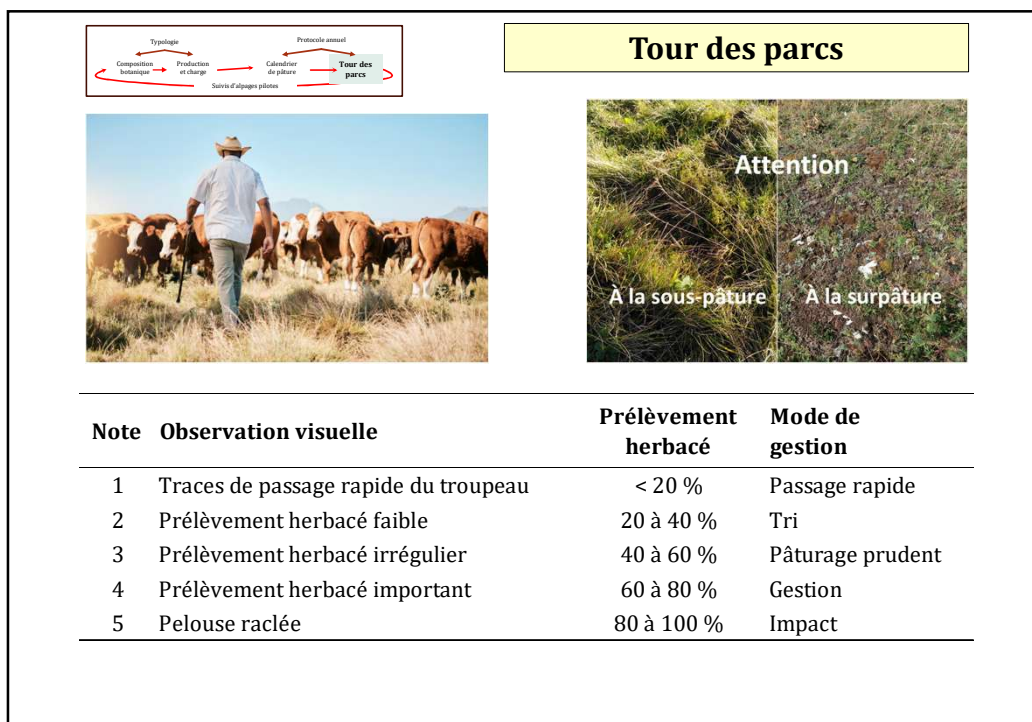 Typologie
Protocole annuel
Composition botanique
Production et charge
Calendrier de pâture
Tour des parcs
Suivis d'alpages pilotes
Tour des parcs
Attention
À la sous-pâture
À la surpâture
Note Observation visuelle Prélèvement herbacé Mode de gestion
1 Traces de passage rapide du troupeau < 20 % Passage rapide
2 Prélèvement herbacé faible 20 à 40 % Tri
3 Prélèvement herbacé irrégulier 40 à 60 % Pâturage prudent
4 Prélèvement herbacé important 60 à 80 % Gestion
5 Pelouse raclée 80 à 100 % Impact